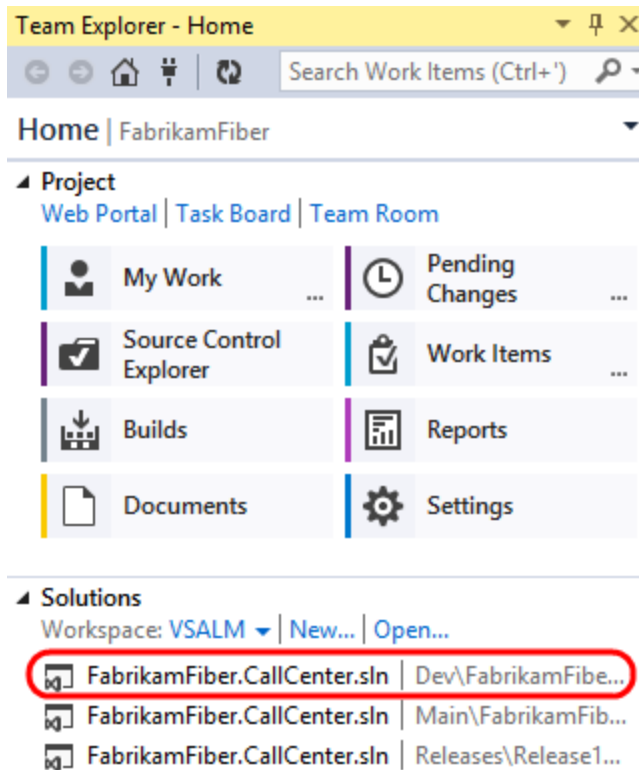 Team Explorer - Home
Search Work Items (Ctrl+')
Home | FabrikamFiber
Project
Web Portal | Task Board | Team Room
My Work ...
Pending Changes ...
Source Control Explorer
Work Items ...
Builds
Reports
Documents
Settings
Solutions
Workspace: VSALM | New... | Open...
FabrikamFiber.CallCenter.sln | Dev\FabrikamFibe...
FabrikamFiber.CallCenter.sln | Main\FabrikamFib...
FabrikamFiber.CallCenter.sln | Releases\Release1...